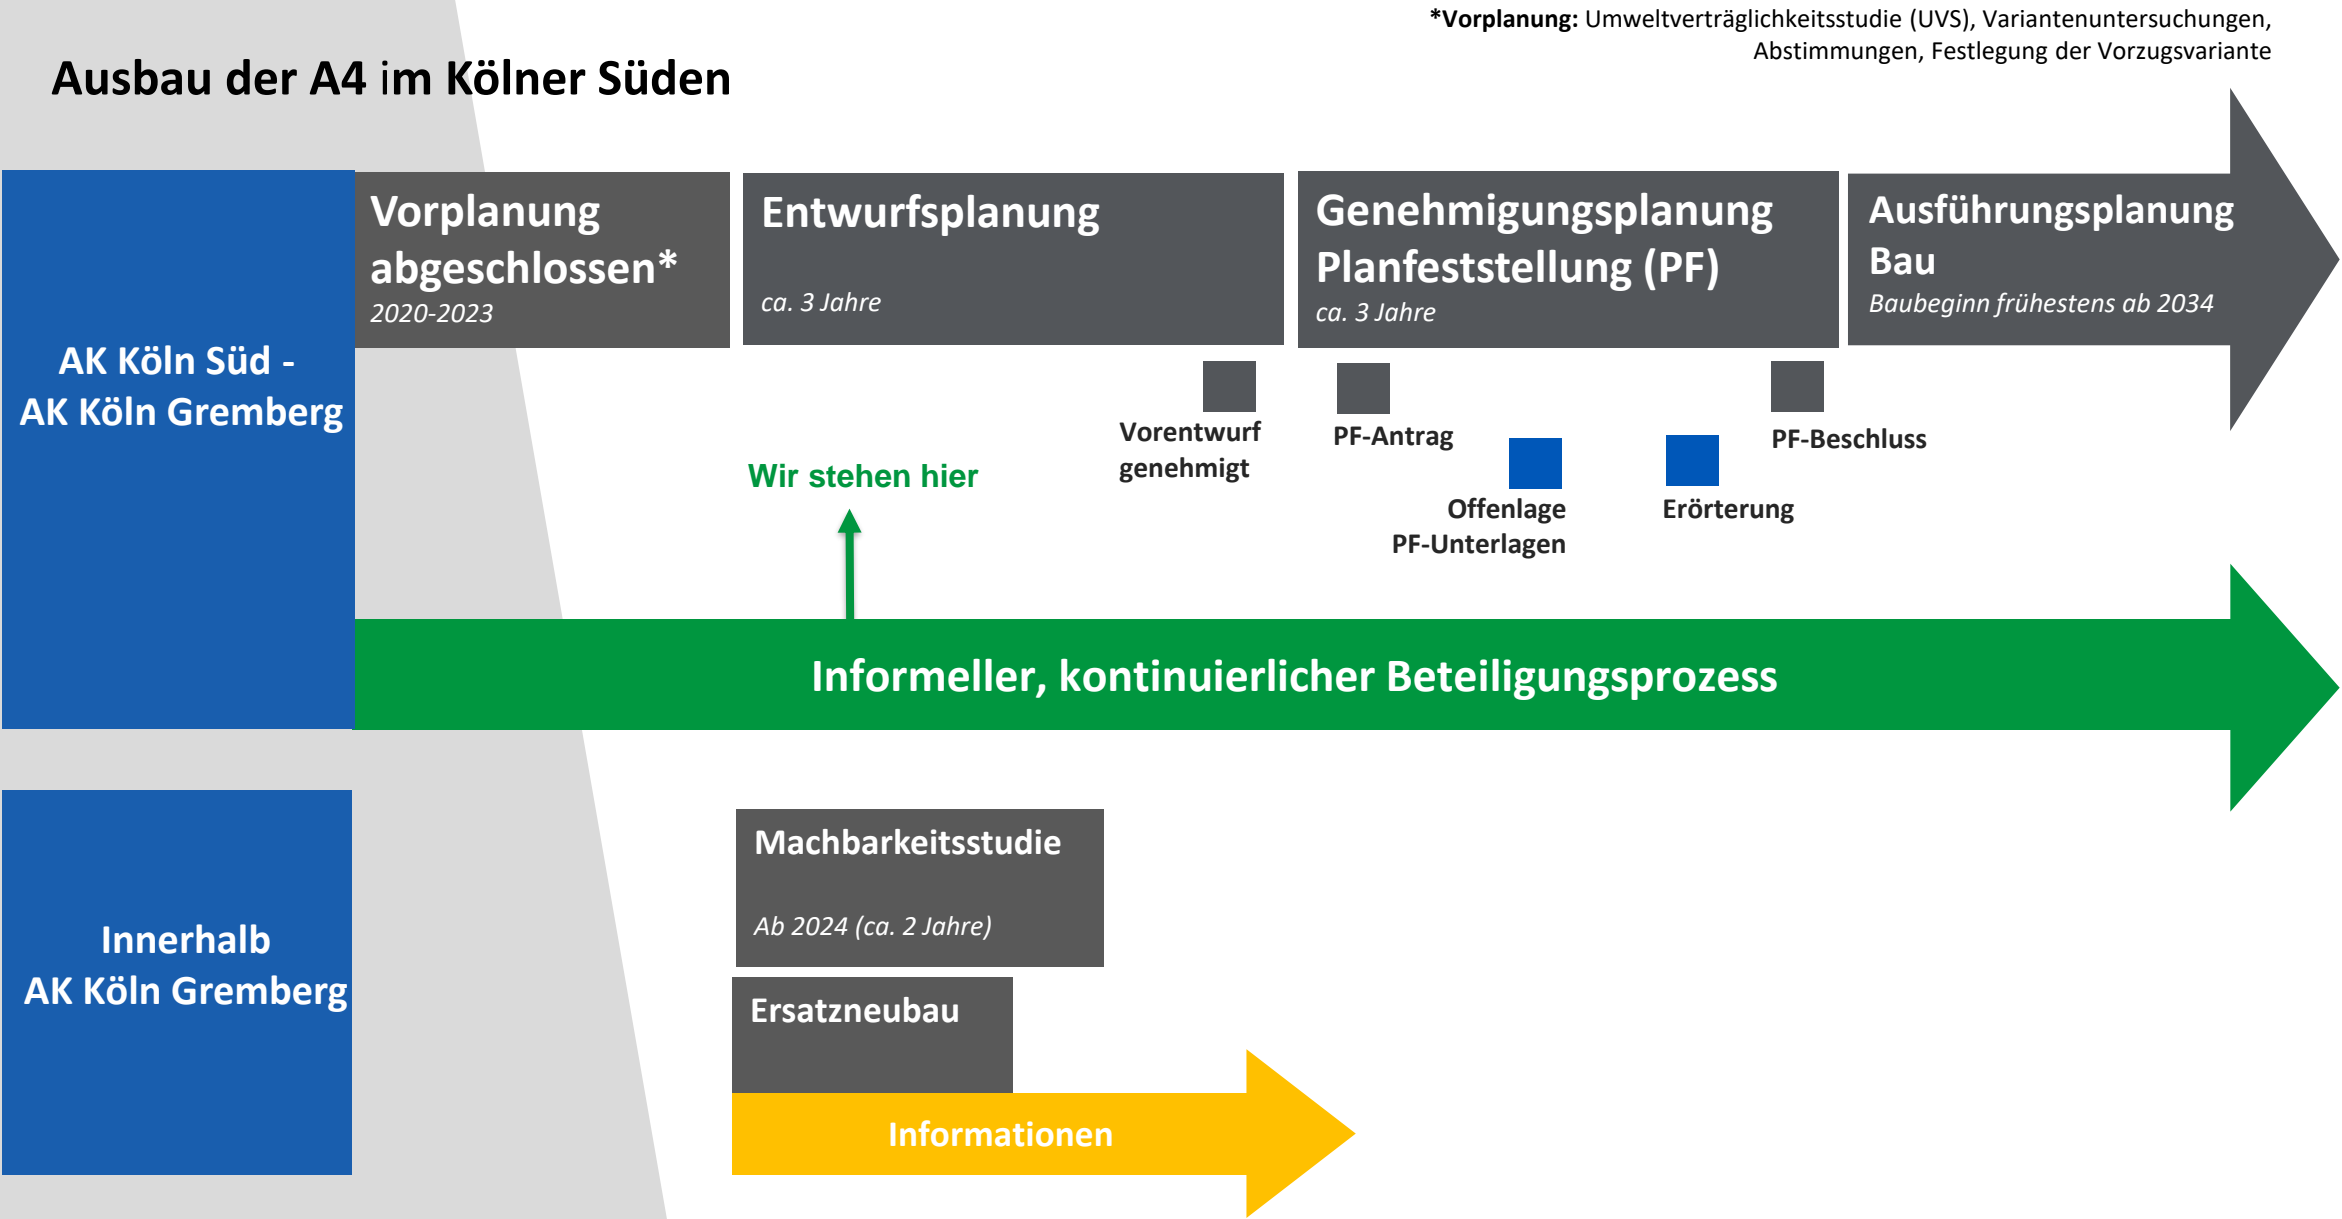 *Vorplanung: Umweltverträglichkeitsstudie (UVS), Variantenuntersuchungen,
Abstimmungen, Festlegung der Vorzugsvariante
Ausbau der A4 im Kölner Süden
AK Köln Süd -
AK Köln Gremberg
Vorplanung
abgeschlossen*
2020-2023
Entwurfsplanung
ca. 3 Jahre
Genehmigungsplanung
Planfeststellung (PF)
ca. 3 Jahre
Ausführungsplanung
Bau
Baubeginn frühestens ab 2034
Vorentwurf
genehmigt
PF-Antrag
Offenlage
PF-Unterlagen
Erörterung
PF-Beschluss
Wir stehen hier
Informeller, kontinuierlicher Beteiligungsprozess
Innerhalb
AK Köln Gremberg
Machbarkeitsstudie
Ab 2024 (ca. 2 Jahre)
Ersatzneubau
Informationen